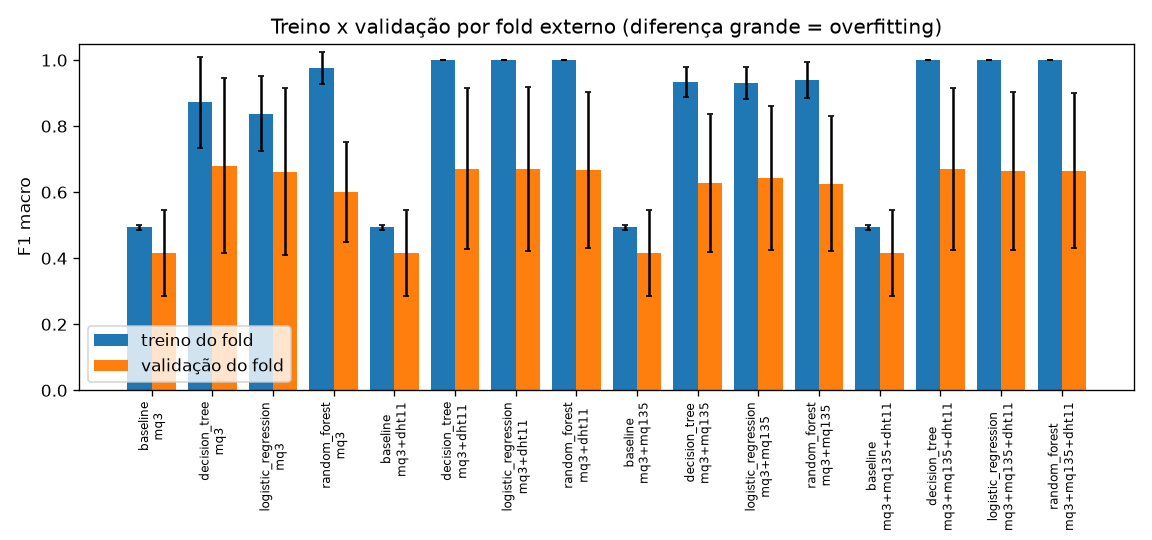 Treino x validação por fold externo (diferença grande = overfitting)
F1 macro
1.0
0.8
0.6
0.4
0.2
0.0
treino do fold
validação do fold
baseline
mq3
decision_tree
mq3
logistic_regression
mq3
random_forest
mq3
baseline
mq3+dht11
decision_tree
mq3+dht11
logistic_regression
mq3+dht11
random_forest
mq3+dht11
baseline
mq3+mq135
decision_tree
mq3+mq135
logistic_regression
mq3+mq135
random_forest
mq3+mq135
baseline
mq3+mq135+dht11
decision_tree
mq3+mq135+dht11
logistic_regression
mq3+mq135+dht11
random_forest
mq3+mq135+dht11